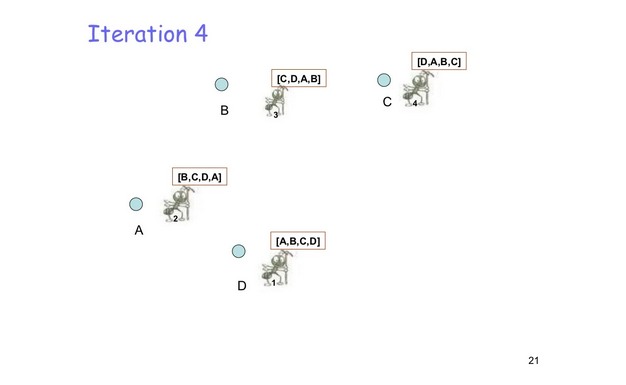 Iteration 4
[D,A,B,C]
[C,D,A,B]
B
3
C
4
[B,C,D,A]
2
A
[A,B,C,D]
D
1
21